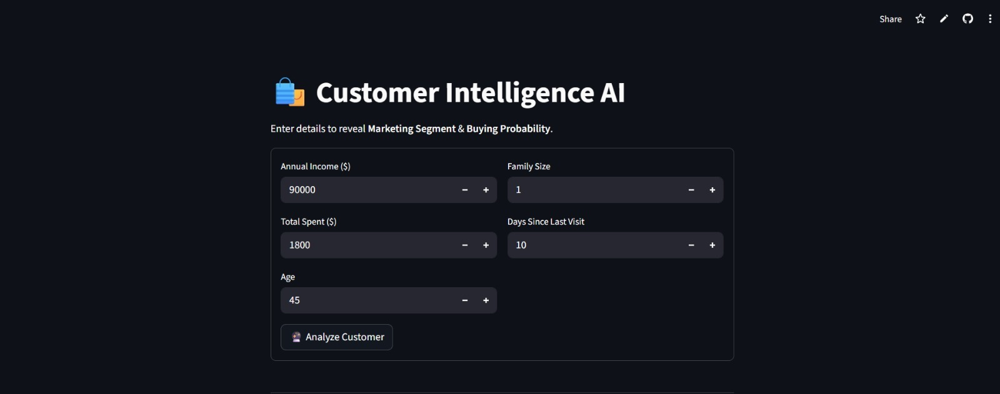 Share
Customer Intelligence AI
Enter details to reveal Marketing Segment & Buying Probability.
Annual Income ($)
Family Size
90000
1
Total Spent ($)
Days Since Last Visit
1800
10
Age
45
Analyze Customer